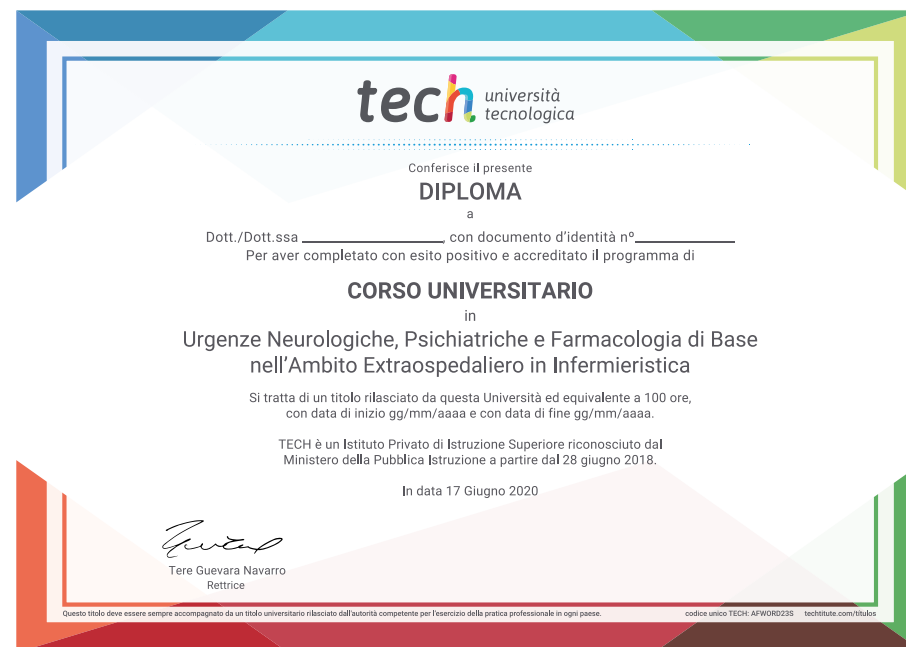 tech università
tecnologica
Conferisce il presente
DIPLOMA
a
Dott./Dott.ssa ____________________, con documento d'identità nº______________
Per aver completato con esito positivo e accreditato il programma di
CORSO UNIVERSITARIO
in
Urgenze Neurologiche, Psichiatriche e Farmacologia di Base
nell'Ambito Extraospedaliero in Infermieristica
Si tratta di un titolo rilasciato da questa Università ed equivalente a 100 ore,
con data di inizio gg/mm/aaaa e con data di fine gg/mm/aaaa.
TECH è un Istituto Privato di Istruzione Superiore riconosciuto dal
Ministero della Pubblica Istruzione a partire dal 28 giugno 2018.
In data 17 Giugno 2020
Tere Guevara Navarro
Rettrice
Questo titolo deve essere sempre accompagnato da un titolo universitario rilasciato dall'autorità competente per l'esercizio della pratica professionale in ogni paese. codice unico TECH: AFWORD23S techtitute.com/títulos